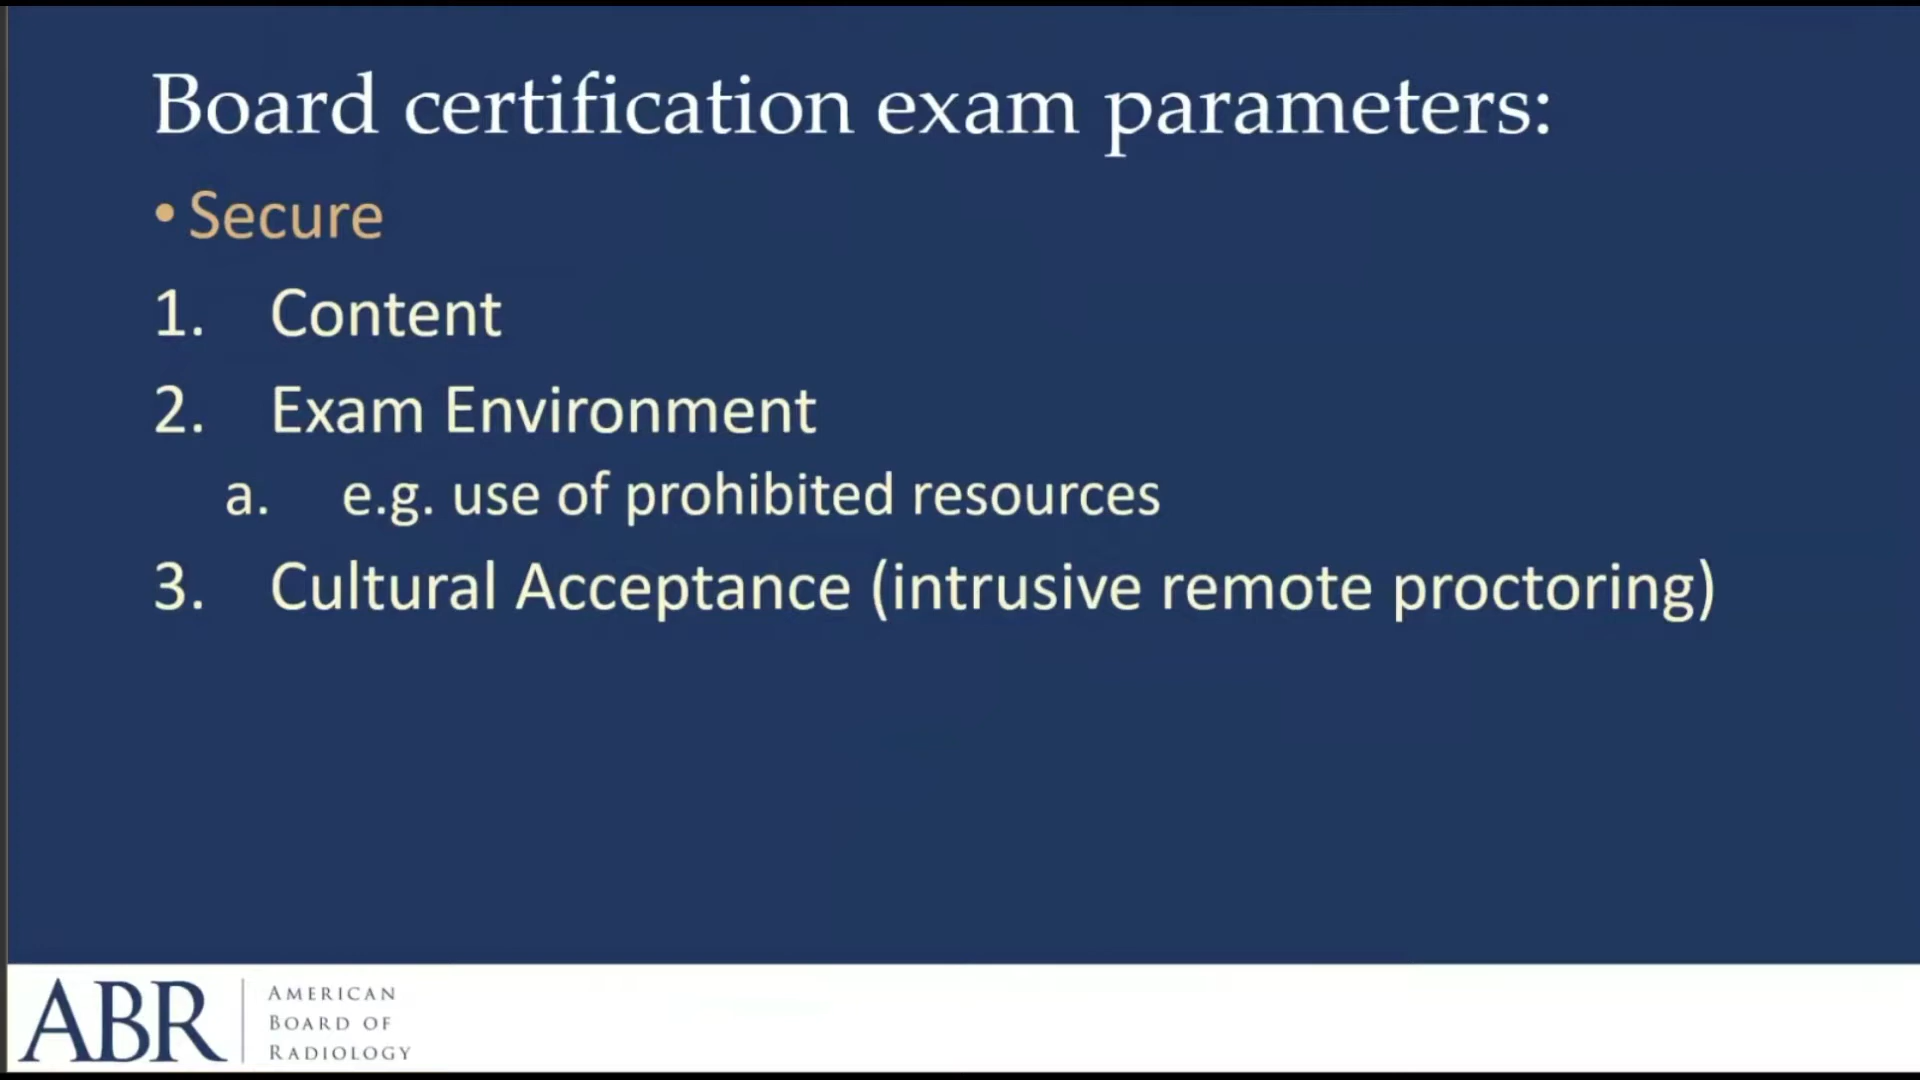 Board certification exam parameters:
• Secure
1. Content
2. Exam Environment
a. e.g. use of prohibited resources
3. Cultural Acceptance (intrusive remote proctoring)
ABR
AMERICAN
BOARD OF
RADIOLOGY